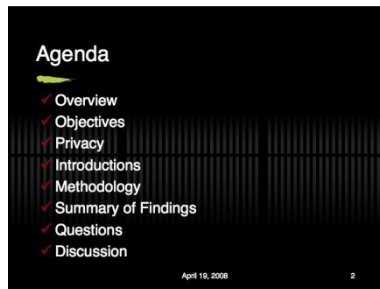 Agenda
Overview
Objectives
Privacy
Introductions
Methodology
Summary of Findings
Questions
Discussion
April 19, 2008 2